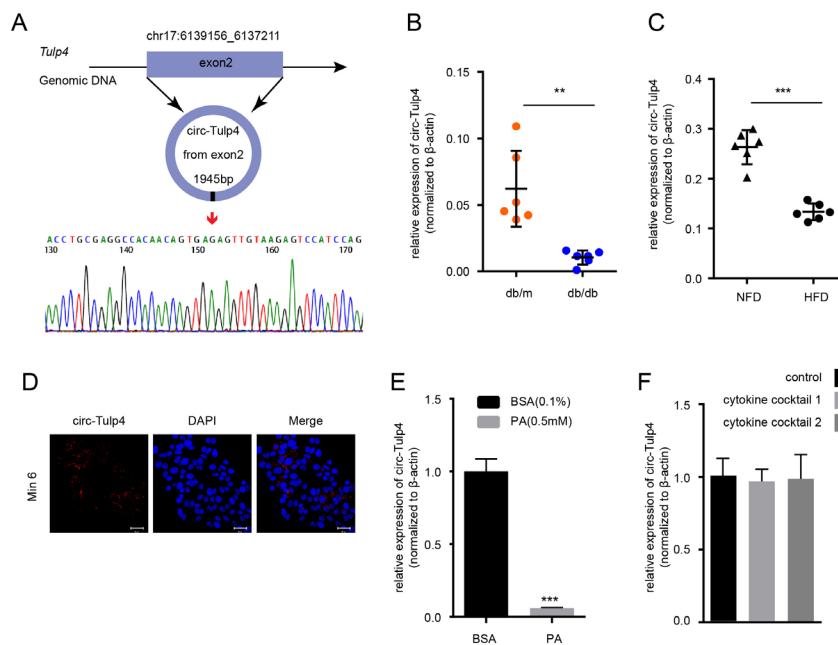 A
chr17:6139156_6137211
Tulp4
exon2
Genomic DNA
circ-Tulp4
from exon2
1945bp
ACCTGCGAGGCCACAACAGTGAGAGTTGTAAGAGTCCATCCAG
130 140 150 160 170
B
relative expression of circ-Tulp4
(normalized to β-actin)
0.15
0.10
0.05
0.00
**
db/m db/db
C
relative expression of circ-Tulp4
(normalized to β-actin)
0.4
0.3
0.2
0.1
0.0
***
NFD HFD
D
circ-Tulp4 DAPI Merge
Min 6
E
BSA(0.1%)
PA(0.5mM)
relative expression of circ-Tulp4
(normalized to β-actin)
1.5
1.0
0.5
0.0
***
BSA PA
F
control
cytokine cocktail 1
cytokine cocktail 2
relative expression of circ-Tulp4
(normalized to β-actin)
1.5
1.0
0.5
0.0